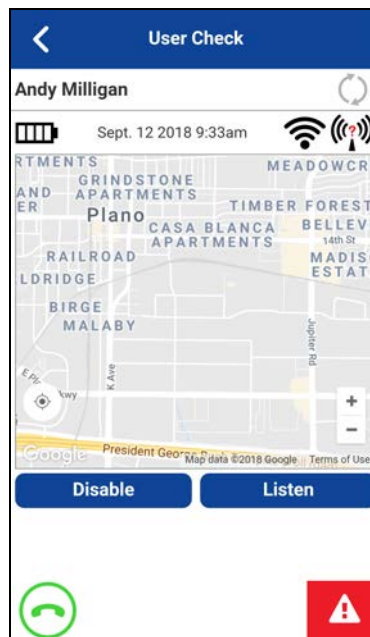 User Check
Andy Milligan
Sept. 12 2018 9:33am
(?)
RTMENTS
MEADOWCR
GRINDSTONE
APARTMENTS
AND
ER
TIMBER FOREST
Plano
CASA BLANCA
APARTMENTS
BELLEV
14th St
RAILROAD
MADIS
ESTAT
LDRIDGE
BIRGE
MALABY
Jupiter Rd
K Ave
kwy
+
−
Google
President
Map data ©2018 Google
Terms of Use
Disable
Listen